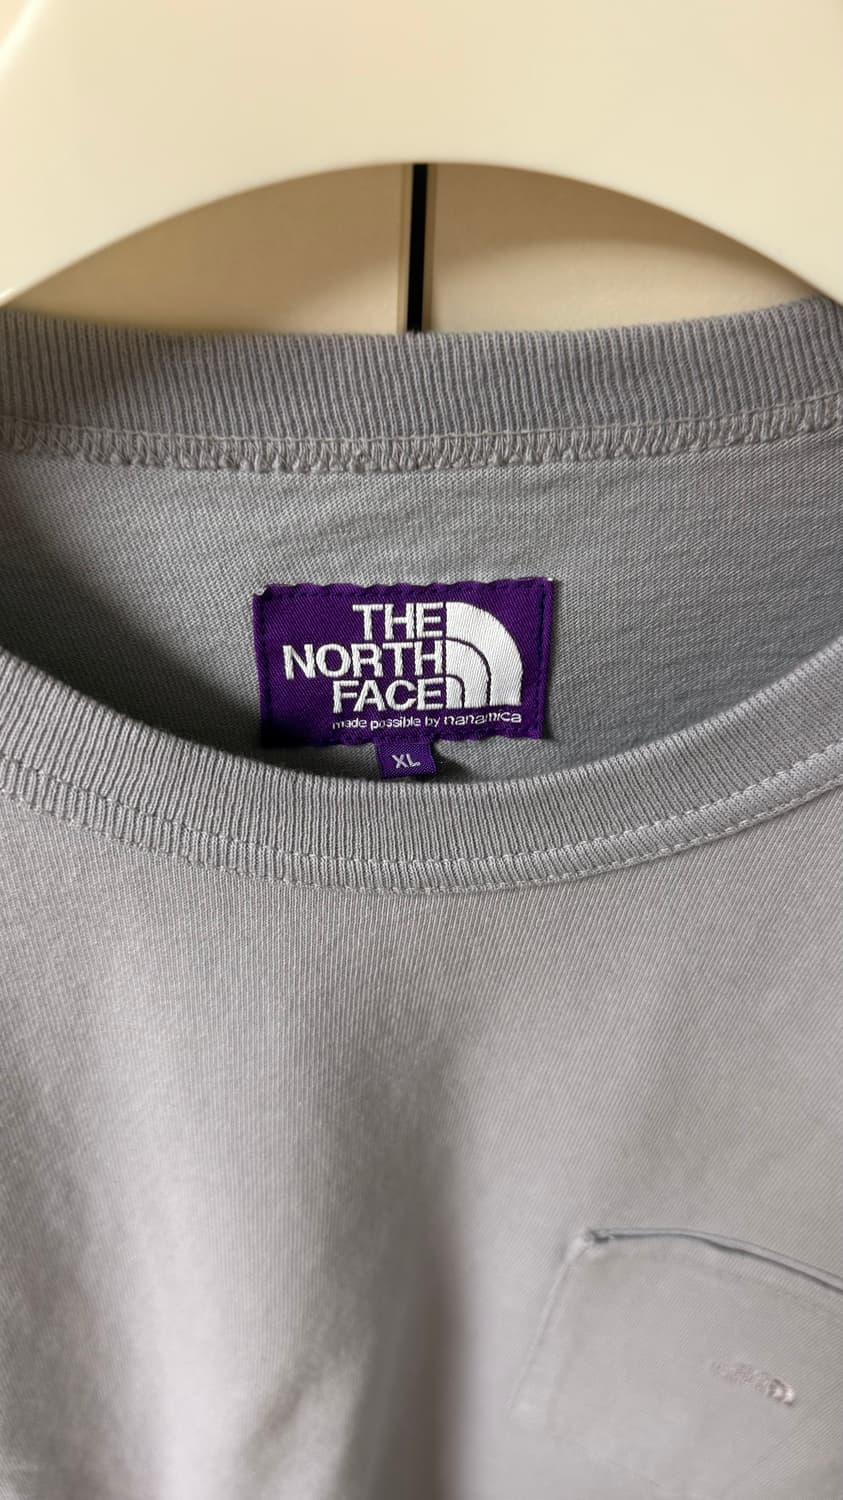 THE
NORTH
FACE
made possible by nanamica
XL